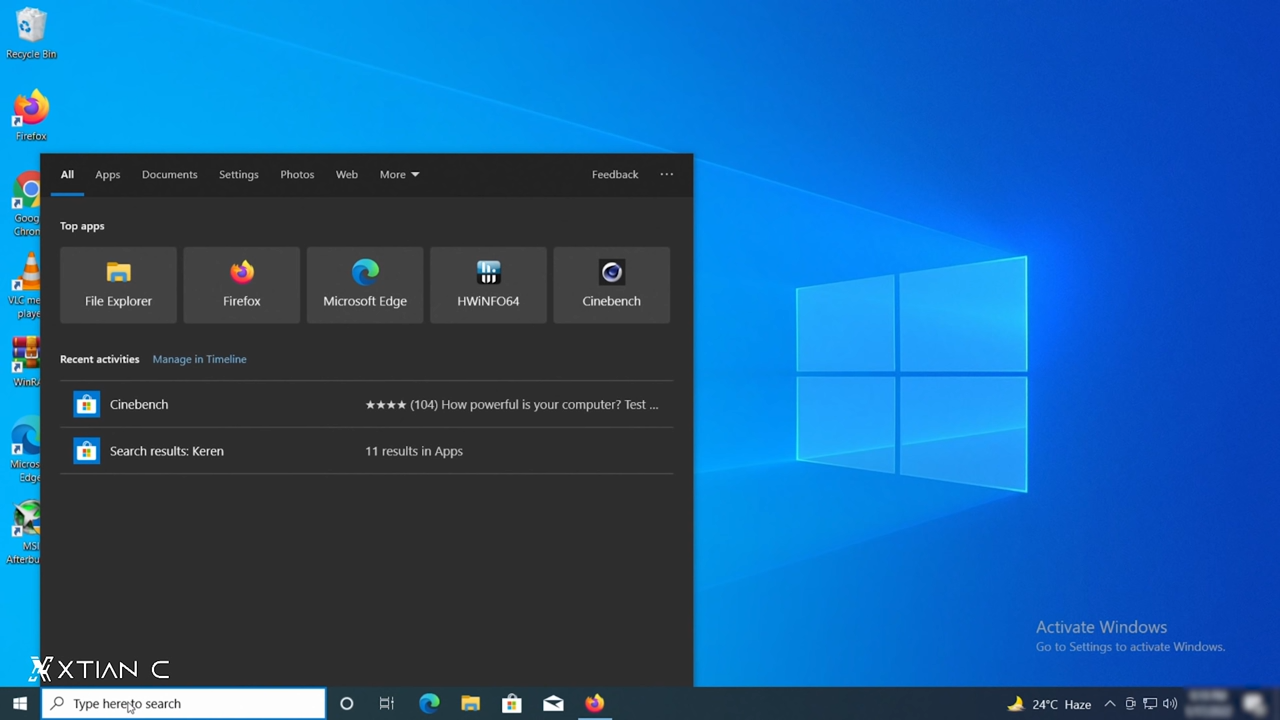 Recycle Bin
Firefox
Goog
Chron
VLC me
playe
WinRA
Micros
Edge
MSI
Afterbu
All
Apps
Documents
Settings
Photos
Web
More
Feedback
Top apps
File Explorer
Firefox
Microsoft Edge
HWiNFO64
Cinebench
Recent activities
Manage in Timeline
Cinebench
★★★★ (104) How powerful is your computer? Test ...
Search results: Keren
11 results in Apps
Activate Windows
Go to Settings to activate Windows.
XTIAN C
Type here to search
24°C Haze